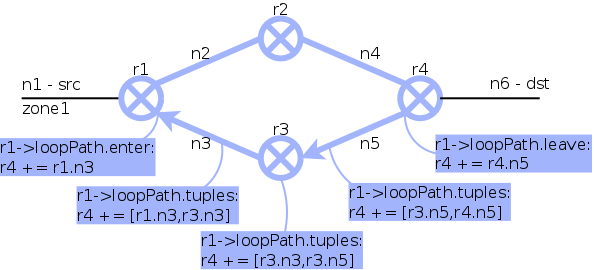 r2
n2
n4
r1
r4
n1 - src
zone1
n6 - dst
r3
n3
n5
r1->loopPath.enter:
r4 += r1.n3
r1->loopPath.leave:
r4 += r4.n5
r1->loopPath.tuples:
r4 += [r1.n3,r3.n3]
r1->loopPath.tuples:
r4 += [r3.n5,r4.n5]
r1->loopPath.tuples:
r4 += [r3.n3,r3.n5]